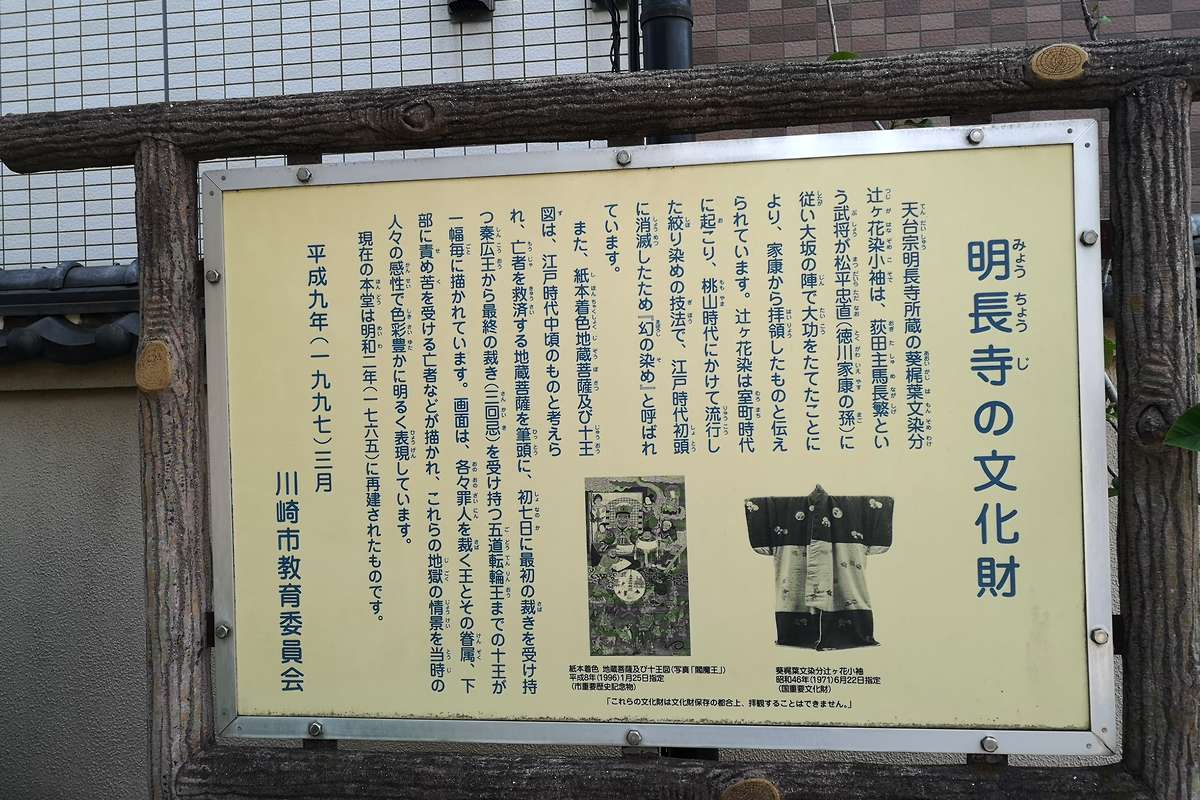 明長寺の文化財
天台宗明長寺所蔵の葵梶葉文染分
辻ヶ花染小袖は、荻田主馬長繁とい
う武将が松平忠直（徳川家康の孫）に
従い大坂の陣で大功をたてたことに
より、家康から拝領したものと伝え
られています。辻ヶ花染は室町時代
に起こり、桃山時代にかけて流行し
た絞り染めの技法で、江戸時代初頭
に消滅したため『幻の染め』と呼ばれ
ています。
また、紙本着色地蔵菩薩及び十王
図は、江戸時代中頃のものと考えら
れ、亡者を救済する地蔵菩薩を筆頭に、初七日に最初の裁きを受け持
つ秦広王から最終の裁き（三回忌）を受け持つ五道転輪王までの十王が
一幅毎に描かれています。画面は、各々罪人を裁く王とその眷属、下
部に責め苦を受ける亡者などが描かれ、これらの地獄の情景を当時の
人々の感性で色彩豊かに明るく表現しています。
現在の本堂は明和二年（一七六五）に再建されたものです。
平成九年（一九九七）三月
川崎市教育委員会
葵梶葉文染分辻ヶ花小袖
昭和46年（1971）6月22日指定
（国重要文化財）
紙本着色 地蔵菩薩及び十王図（写真「閻魔王」）
平成8年（1996）1月25日指定
（市重要歴史記念物）
「これらの文化財は文化財保存の都合上、拝観することはできません。」